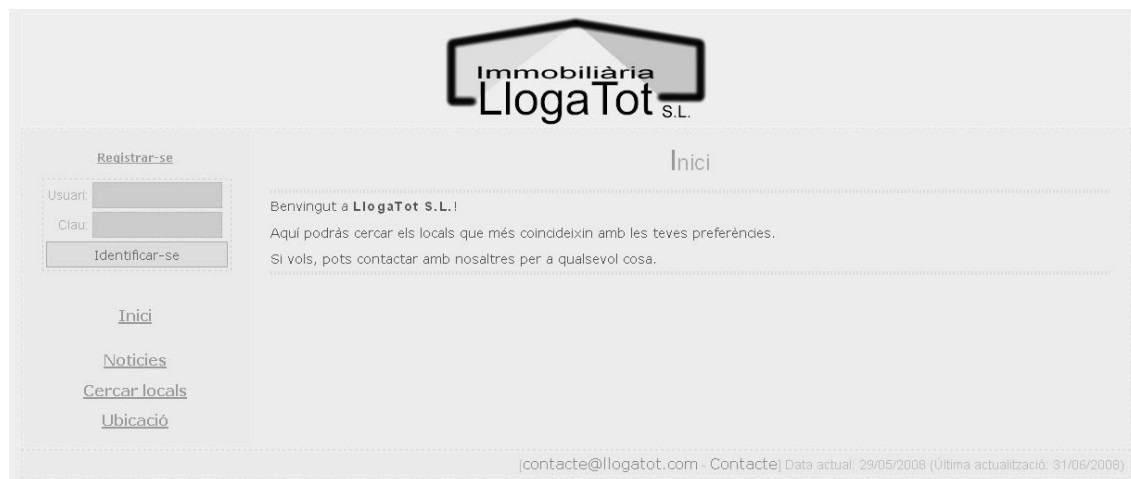 Immobiliària
LlogaTot S.L.
Registrar-se
Usuari:
Clau:
Identificar-se
Inici
Noticies
Cercar locals
Ubicació
Inici
Benvingut a LlogaTot S.L.!
Aquí podràs cercar els locals que més coincideixin amb les teves preferències.
Si vols, pots contactar amb nosaltres per a qualsevol cosa.
[contacte@llogatot.com - Contacte] Data actual: 29/05/2008 (Última actualització: 31/06/2008)